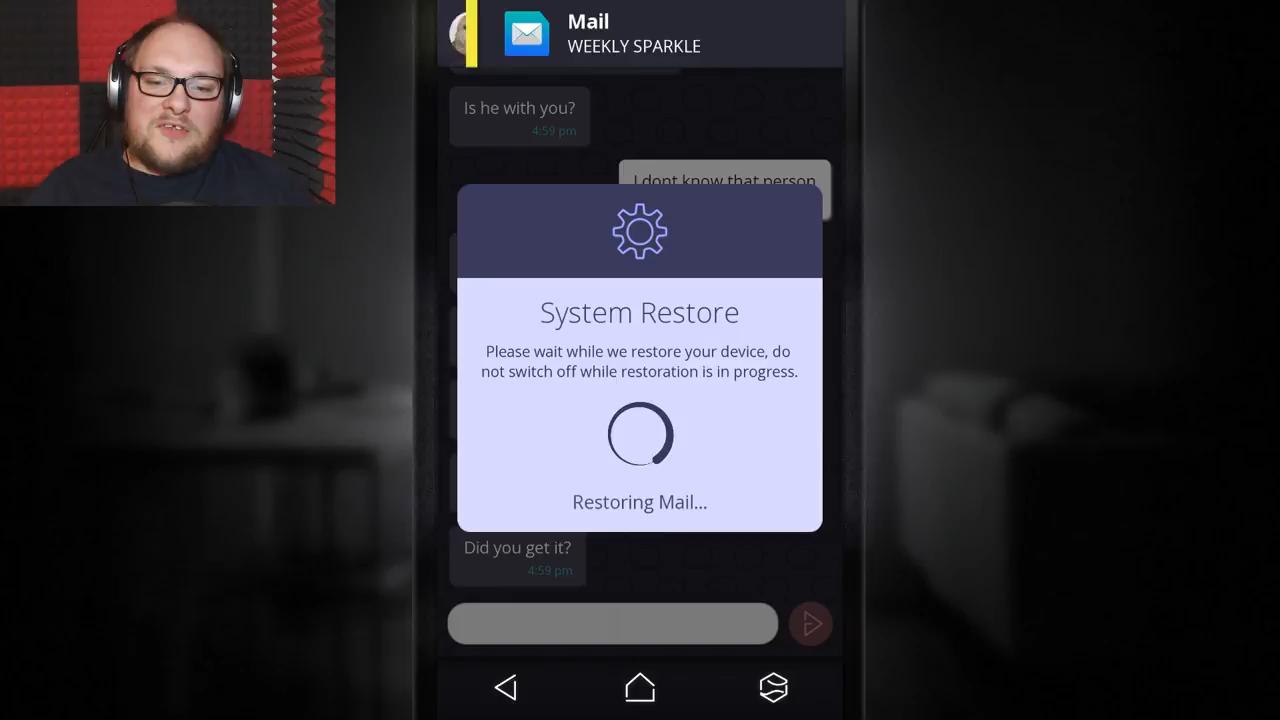 Mail
WEEKLY SPARKLE
Is he with you?
4:59 pm
I dont know that person
System Restore
Please wait while we restore your device, do
not switch off while restoration is in progress.
Restoring Mail...
Did you get it?
4:59 pm